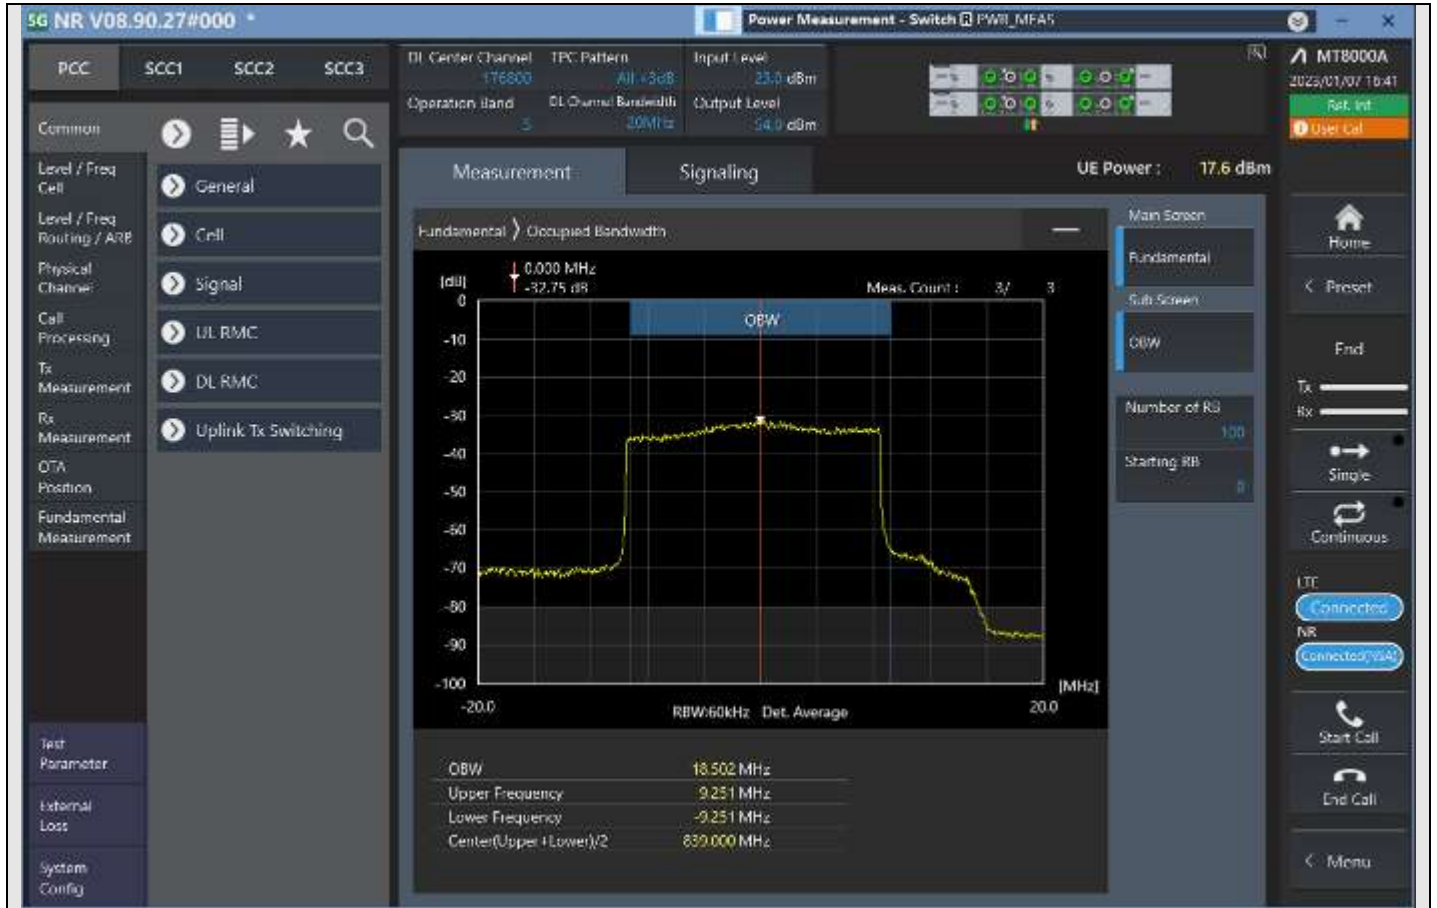 SG NR V08.90.27#000 *
Power Measurement - Switch R PWR_MEAS
PCC SCC1 SCC2 SCC3
DL Center Channel 176800
TPC Pattern All +3dB
Input Level 23.0 dBm
Operation Band 5
DL Channel Bandwidth 20MHz
Output Level 54.0 dBm
MT8000A
2023/01/07 16:41
Ref. Int
User Cal
Common
Level / Freq
Cell
Level / Freq
Routing / ARB
Physical
Channel
Call
Processing
Tx
Measurement
Rx
Measurement
OTA
Position
Fundamental
Measurement
Test
Parameter
External
Loss
System
Config
General
Cell
Signal
UL RMC
DL RMC
Uplink Tx Switching
Measurement Signaling
UE Power : 17.6 dBm
Fundamental > Occupied Bandwidth
[dB]
0.000 MHz
-32.75 dB
Meas. Count : 3/ 3
OBW
0
-10
-20
-30
-40
-50
-60
-70
-80
-90
-100
-20.0
RBW:60kHz Det. Average
20.0
[MHz]
OBW 18.502 MHz
Upper Frequency 9.251 MHz
Lower Frequency -9.251 MHz
Center(Upper+Lower)/2 839.000 MHz
Main Screen
Fundamental
Sub Screen
OBW
Number of RB
100
Starting RB
0
Home
< Preset
End
Tx
Rx
Single
Continuous
LTE
Connected
NR
Connected(NSA)
Start Call
End Call
< Menu